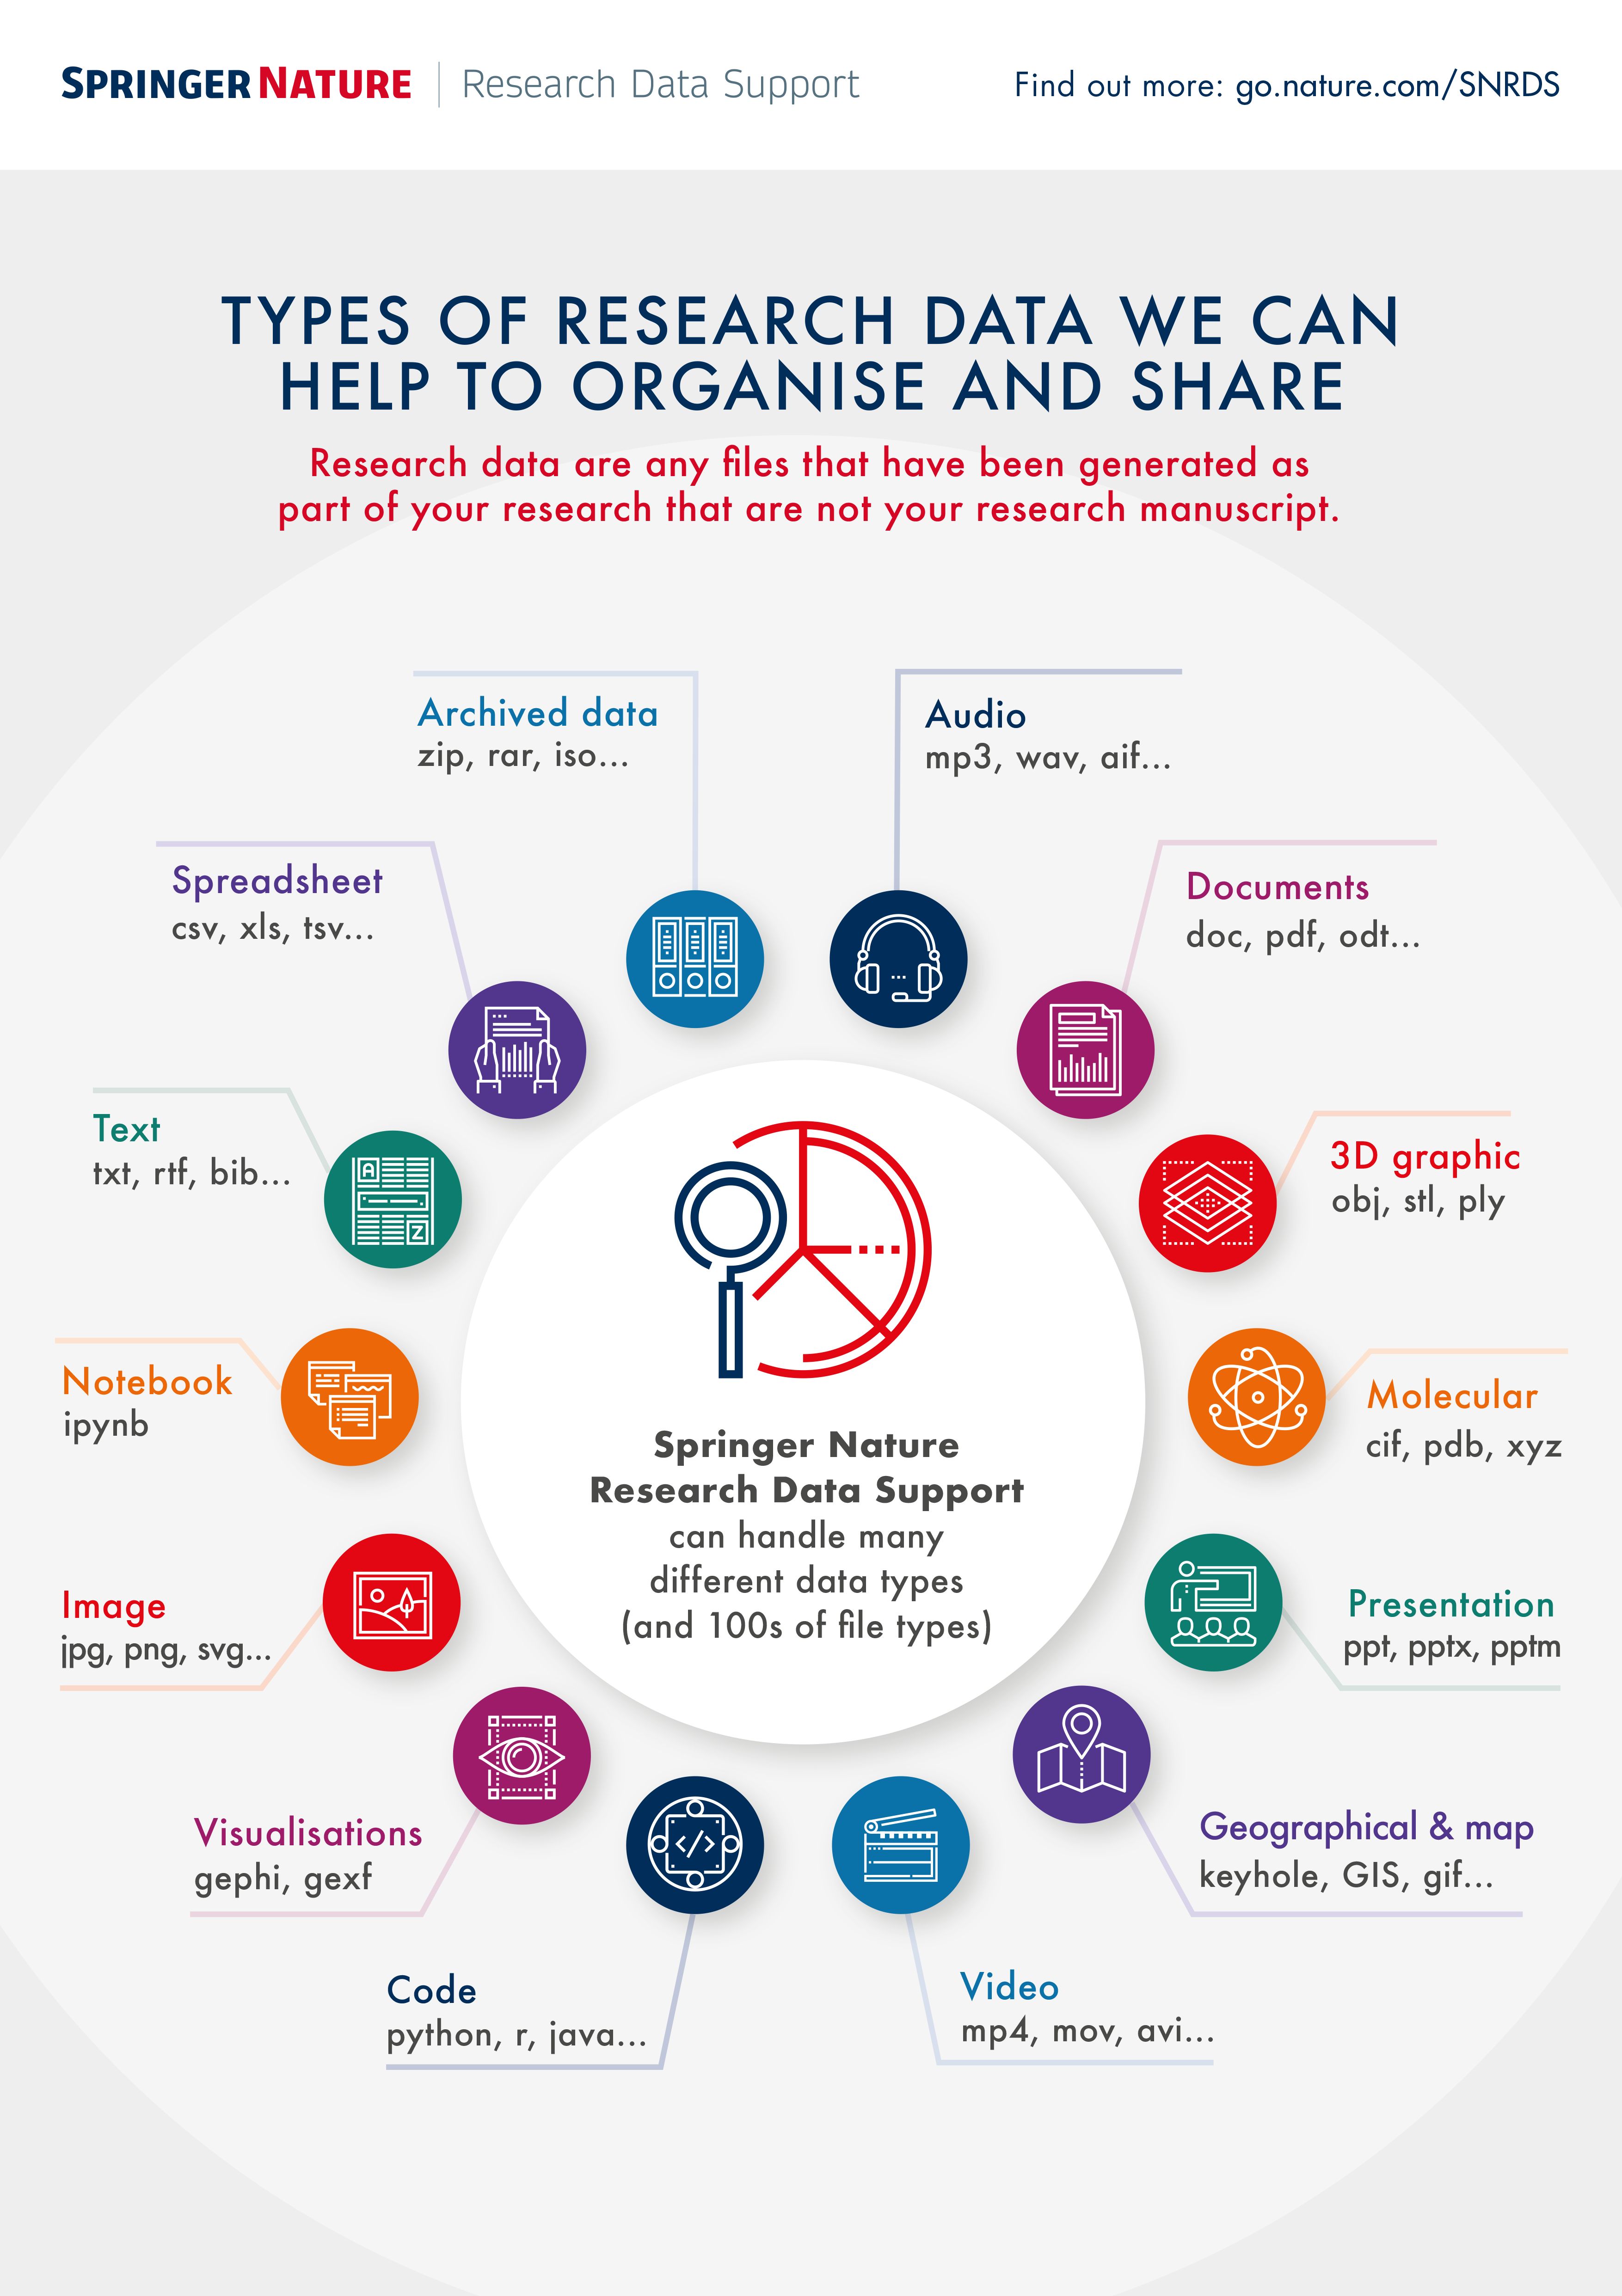 SPRINGER NATURE | Research Data Support
Find out more: go.nature.com/SNRDS
TYPES OF RESEARCH DATA WE CAN
HELP TO ORGANISE AND SHARE
Research data are any files that have been generated as
part of your research that are not your research manuscript.
Archived data
zip, rar, iso...
Audio
mp3, wav, aif...
Spreadsheet
csv, xls, tsv...
Documents
doc, pdf, odt...
Text
txt, rtf, bib...
A
Z
3D graphic
obj, stl, ply
Notebook
ipynb
Molecular
cif, pdb, xyz
Springer Nature
Research Data Support
can handle many
different data types
(and 100s of file types)
Image
jpg, png, svg...
Presentation
ppt, pptx, pptm
Visualisations
gephi, gexf
Geographical & map
keyhole, GIS, gif...
</>
Code
python, r, java...
Video
mp4, mov, avi...